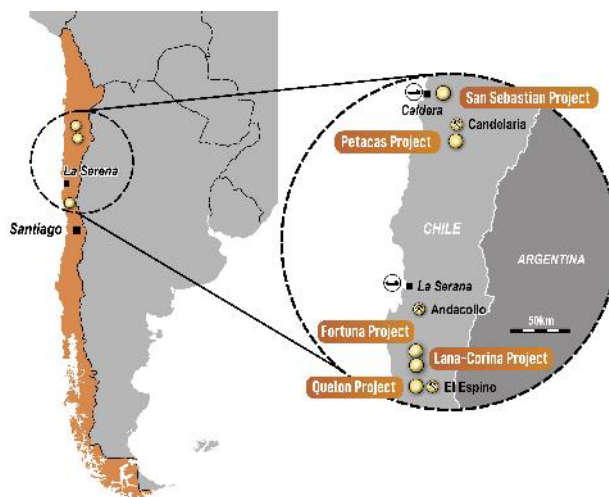 La Serena
Santiago
San Sebastian Project
Caldera
Candelaria
Petacas Project
CHILE
ARGENTINA
La Serana
Andacollo
50km
Fortuna Project
Lana-Corina Project
Quelon Project
El Espino